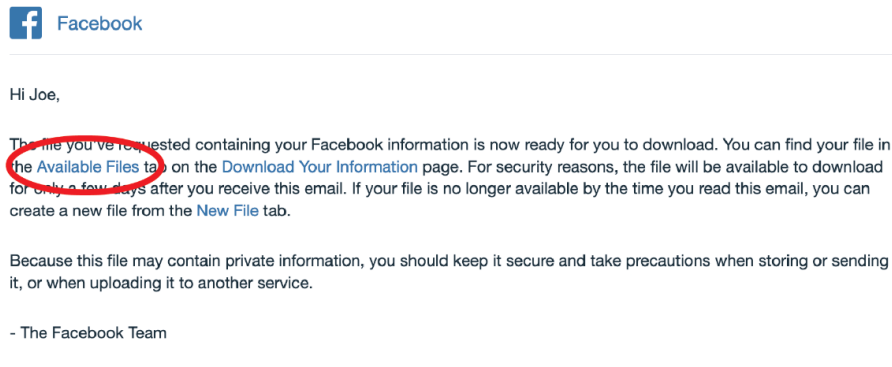 Facebook
Hi Joe,
The file you've requested containing your Facebook information is now ready for you to download. You can find your file in
the Available Files tab on the Download Your Information page. For security reasons, the file will be available to download
for only a few days after you receive this email. If your file is no longer available by the time you read this email, you can
create a new file from the New File tab.
Because this file may contain private information, you should keep it secure and take precautions when storing or sending
it, or when uploading it to another service.
- The Facebook Team